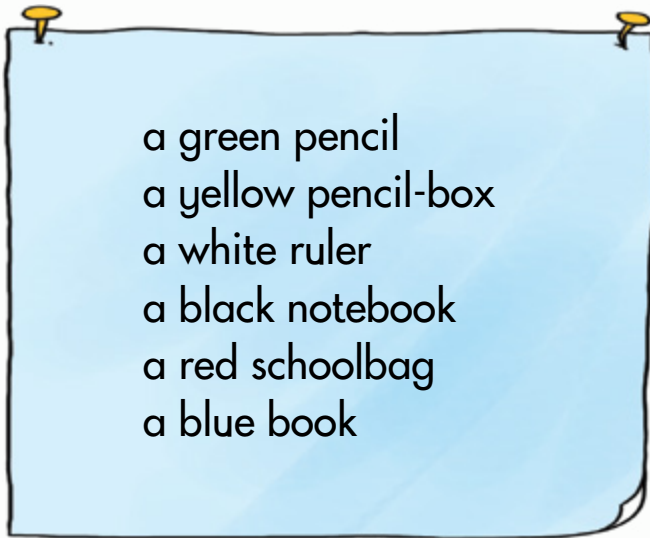 a green pencil
a yellow pencil-box
a white ruler
a black notebook
a red schoolbag
a blue book